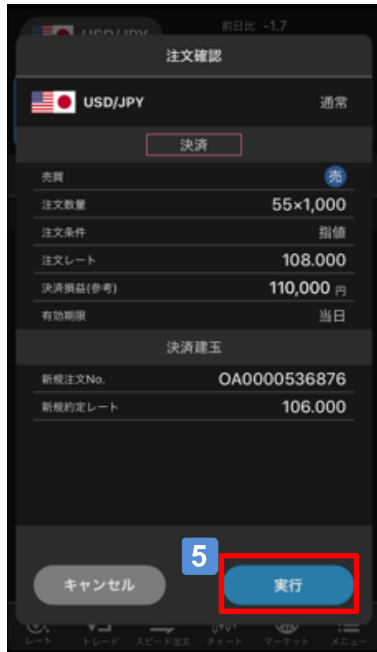 USD/JPY
前日比 -1.7
注文確認
USD/JPY 通常
決済
売買 売
注文数量 55×1,000
注文条件 指値
注文レート 108.000
決済損益(参考) 110,000 円
有効期限 当日
決済建玉
新規注文No. OA0000536876
新規約定レート 106.000
5
キャンセル 実行
レート トレード スピード注文 チャート マーケット メニュー